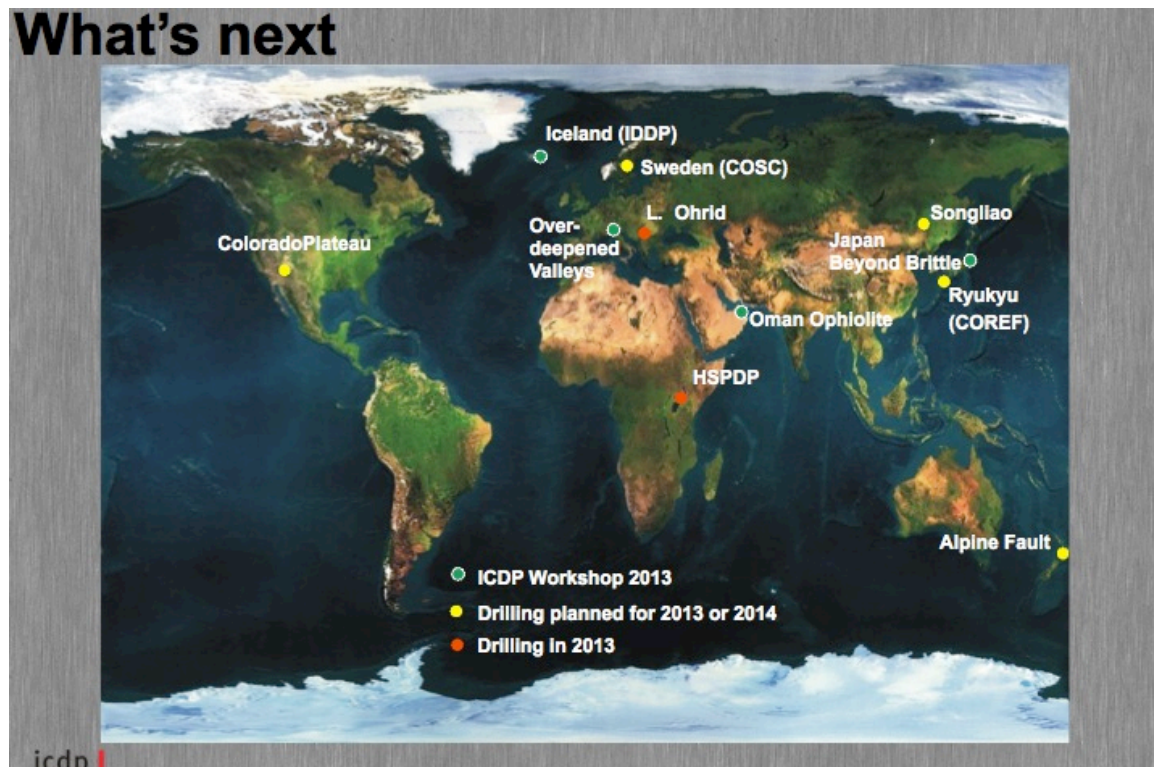 What's next
Iceland (IDDP)
Sweden (COSC)
L. Ohrid
Over-
deepened
Valleys
Songliao
Japan
Beyond Brittle
ColoradoPlateau
Ryukyu
(COREF)
Oman Ophiolite
HSPDP
Alpine Fault
ICDP Workshop 2013
Drilling planned for 2013 or 2014
Drilling in 2013
icdp